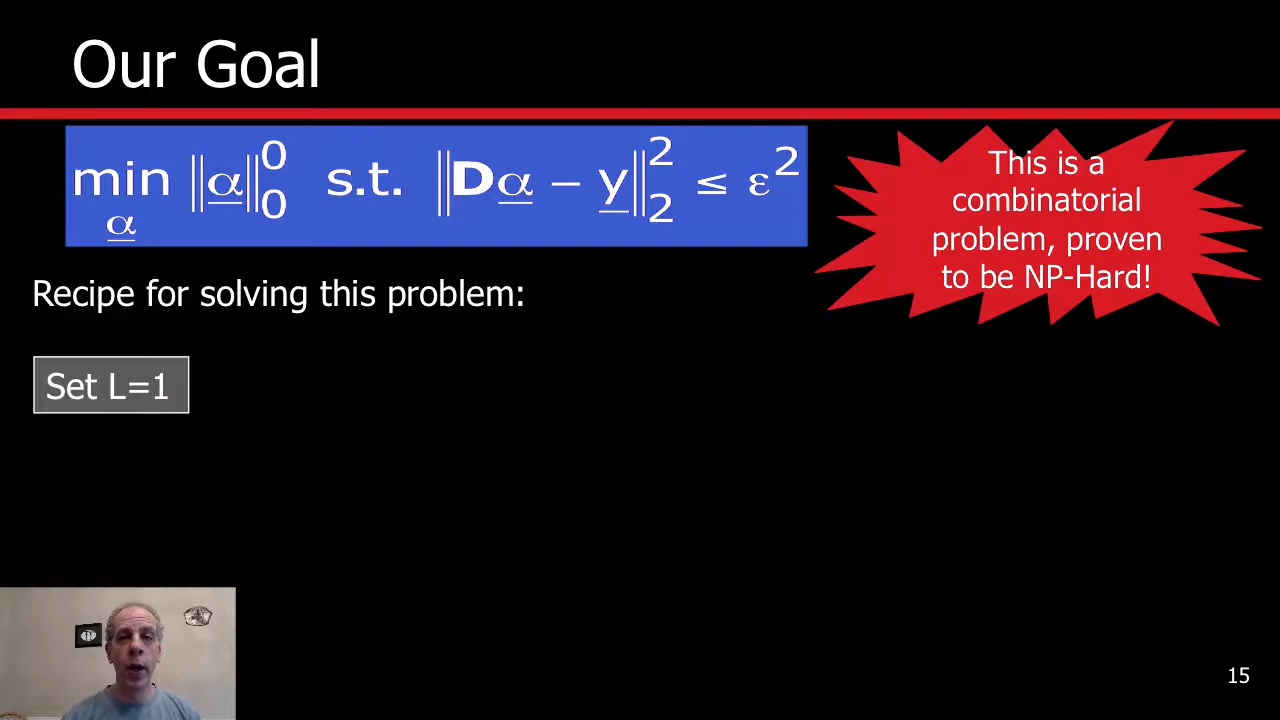 Our Goal
min ‖α‖₀⁰ s.t. ‖Dα − y‖₂² ≤ ε²
α
This is a
combinatorial
problem, proven
to be NP-Hard!
Recipe for solving this problem:
Set L=1
15